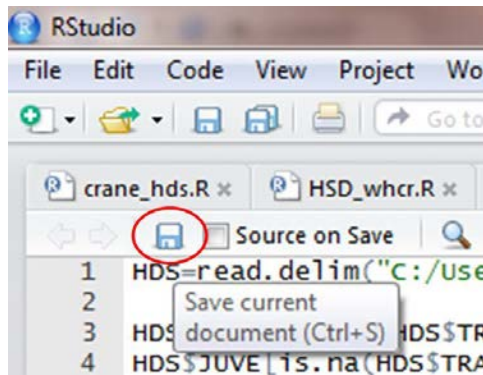 RStudio
File Edit Code View Project Wo
Go to
crane_hds.R HSD_whcr.R
Source on Save
1 HDS=read.delim("C:/Use
2
Save current
3 HDS HDS$TR
document (Ctrl+S)
4 HDS$JUVE[is.na(HDS$TRA